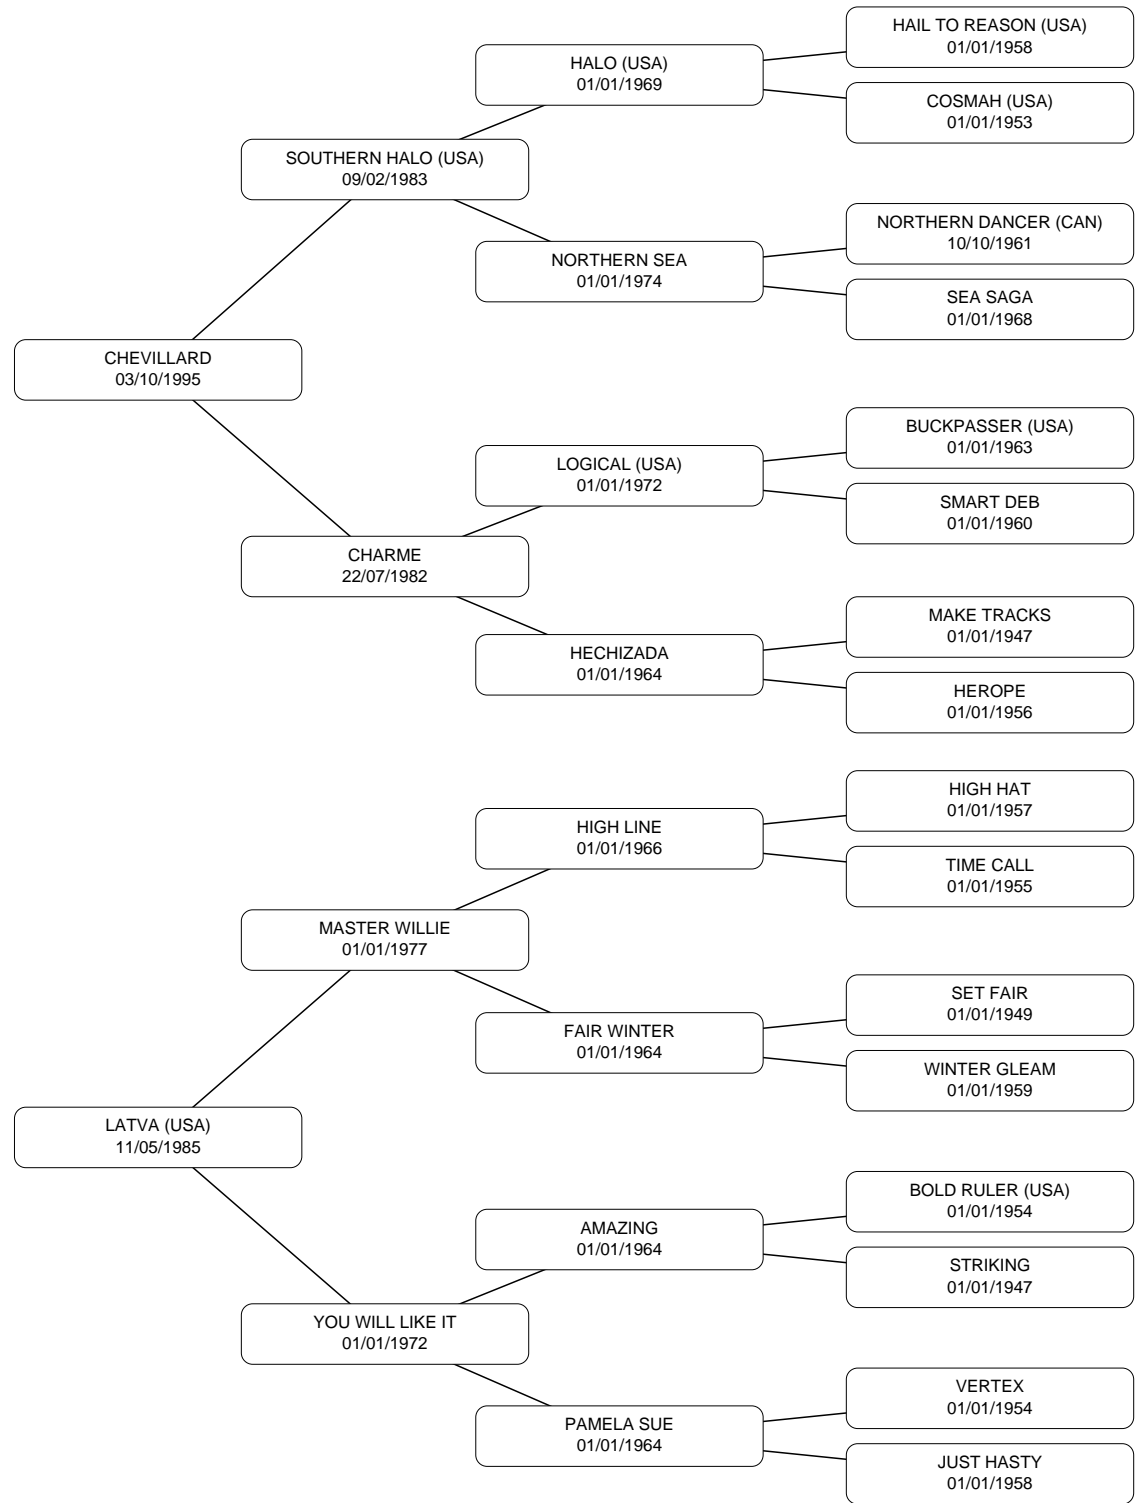 HAIL TO REASON (USA)
01/01/1958
HALO (USA)
01/01/1969
COSMAH (USA)
01/01/1953
SOUTHERN HALO (USA)
09/02/1983
NORTHERN DANCER (CAN)
10/10/1961
NORTHERN SEA
01/01/1974
SEA SAGA
01/01/1968
CHEVILLARD
03/10/1995
BUCKPASSER (USA)
01/01/1963
LOGICAL (USA)
01/01/1972
SMART DEB
01/01/1960
CHARME
22/07/1982
MAKE TRACKS
01/01/1947
HECHIZADA
01/01/1964
HEROPE
01/01/1956
HIGH HAT
01/01/1957
HIGH LINE
01/01/1966
TIME CALL
01/01/1955
MASTER WILLIE
01/01/1977
SET FAIR
01/01/1949
FAIR WINTER
01/01/1964
WINTER GLEAM
01/01/1959
LATVA (USA)
11/05/1985
BOLD RULER (USA)
01/01/1954
AMAZING
01/01/1964
STRIKING
01/01/1947
YOU WILL LIKE IT
01/01/1972
VERTEX
01/01/1954
PAMELA SUE
01/01/1964
JUST HASTY
01/01/1958